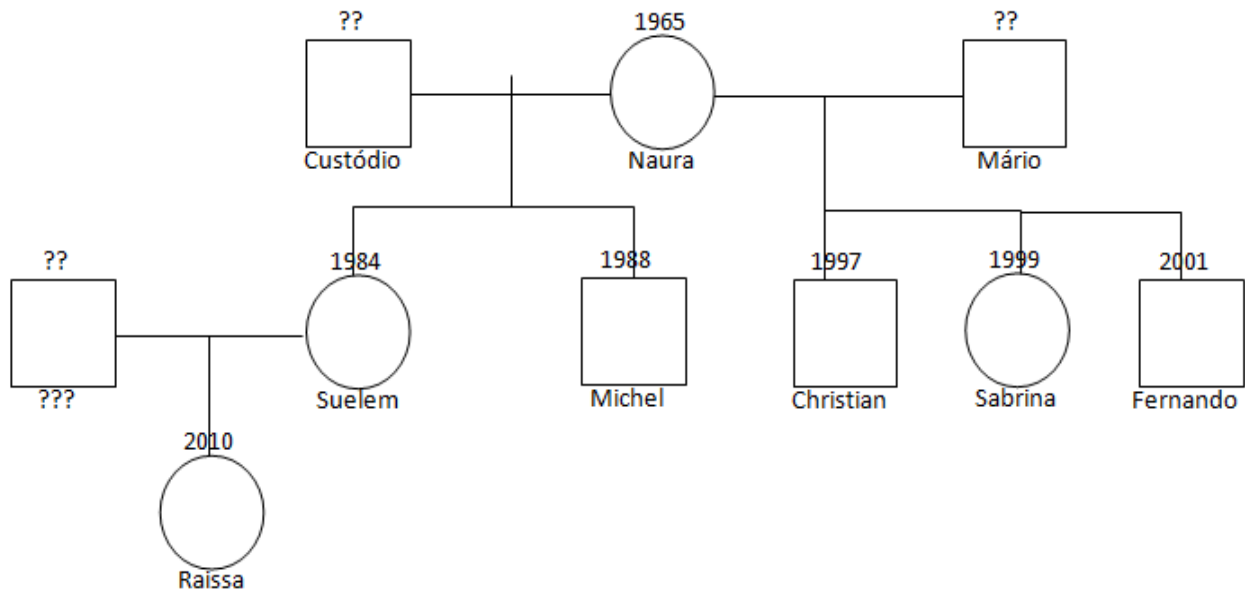 ??
1965
??
Custódio
Naura
Mário
??
1984
1988
1997
1999
2001
???
Suelem
Michel
Christian
Sabrina
Fernando
2010
Raissa